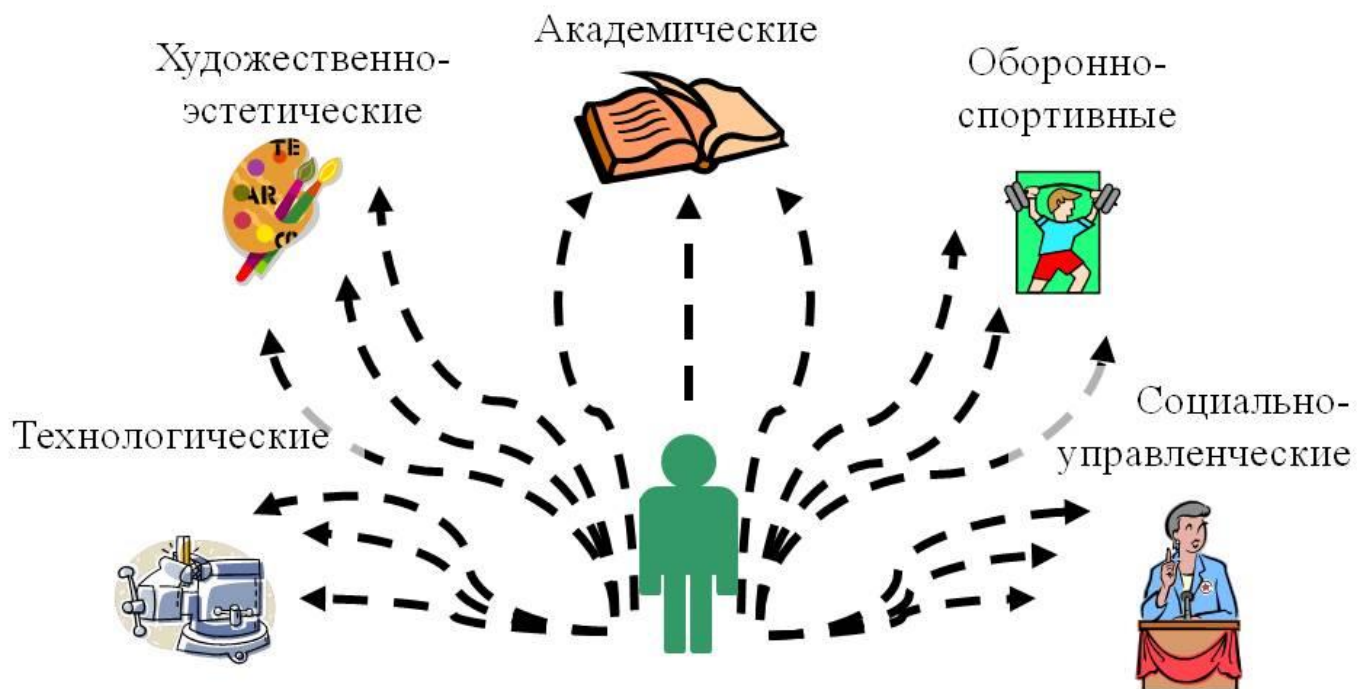 Академические
Художественно-
эстетические
Оборонно-
спортивные
TE
AR
Технологические
Социально-
управленческие